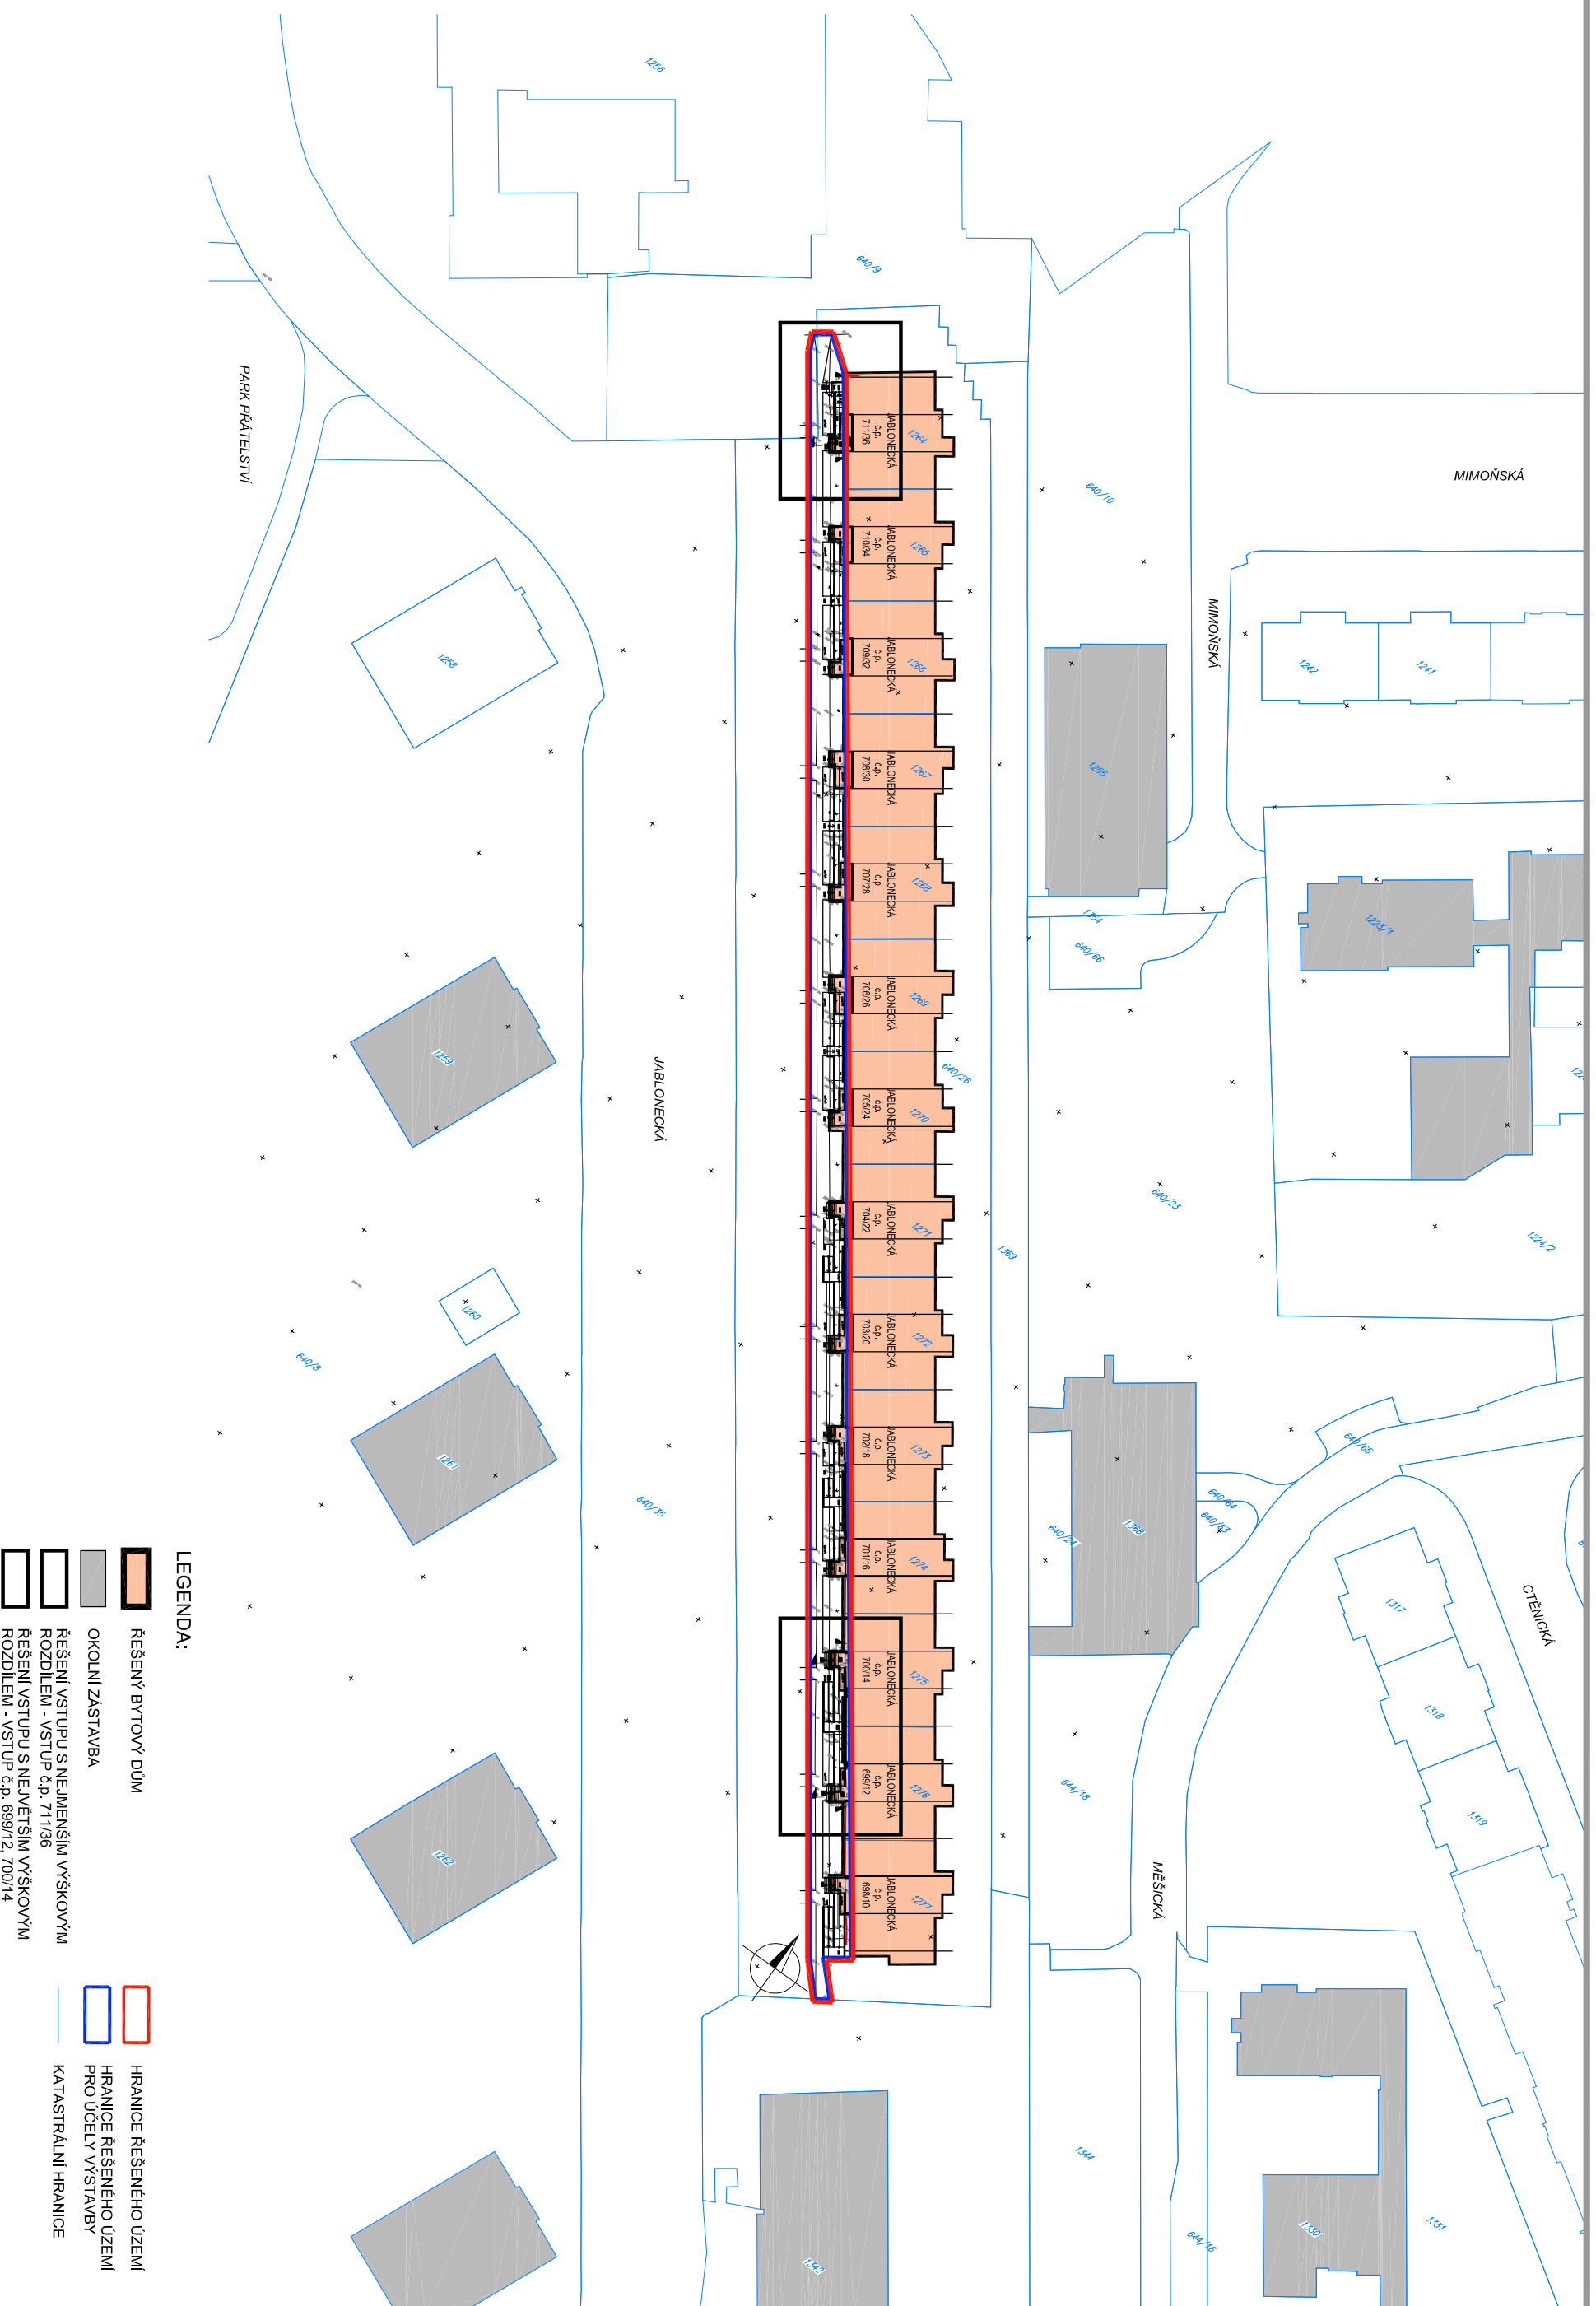 MIMOŇSKÁ
MIMOŇSKÁ
CTĚNICKÁ
MĚŠICKÁ
JABLONECKÁ
PARK PŘÁTELSTVÍ
1256
640/9
640/10
1242
1241
1255
1223/1
1354
640/66
640/26
640/23
1224/2
1369
640/65
640/64
640/63
640/24
1368
1317
1318
1319
644/18
1344
644/16
1330
1331
1342
1258
1259
1260
640/8
1261
640/35
1262
1264
JABLONECKÁ
č.p.
711/36
1265
JABLONECKÁ
č.p.
710/34
1266
JABLONECKÁ
č.p.
709/32
1267
JABLONECKÁ
č.p.
708/30
1268
JABLONECKÁ
č.p.
707/28
1269
JABLONECKÁ
č.p.
706/26
1270
JABLONECKÁ
č.p.
705/24
1271
JABLONECKÁ
č.p.
704/22
1272
JABLONECKÁ
č.p.
703/20
1273
JABLONECKÁ
č.p.
702/18
1274
JABLONECKÁ
č.p.
701/16
1275
JABLONECKÁ
č.p.
700/14
1276
JABLONECKÁ
č.p.
699/12
1277
JABLONECKÁ
č.p.
698/10
LEGENDA:
ŘEŠENÝ BYTOVÝ DŮM
OKOLNÍ ZÁSTAVBA
ŘEŠENÍ VSTUPU S NEJMENŠÍM VÝŠKOVÝM
ROZDÍLEM - VSTUP č.p. 711/36
ŘEŠENÍ VSTUPU S NEJVĚTŠÍM VÝŠKOVÝM
ROZDÍLEM - VSTUP č.p. 699/12, 700/14
HRANICE ŘEŠENÉHO ÚZEMÍ
HRANICE ŘEŠENÉHO ÚZEMÍ
PRO ÚČELY VÝSTAVBY
KATASTRÁLNÍ HRANICE